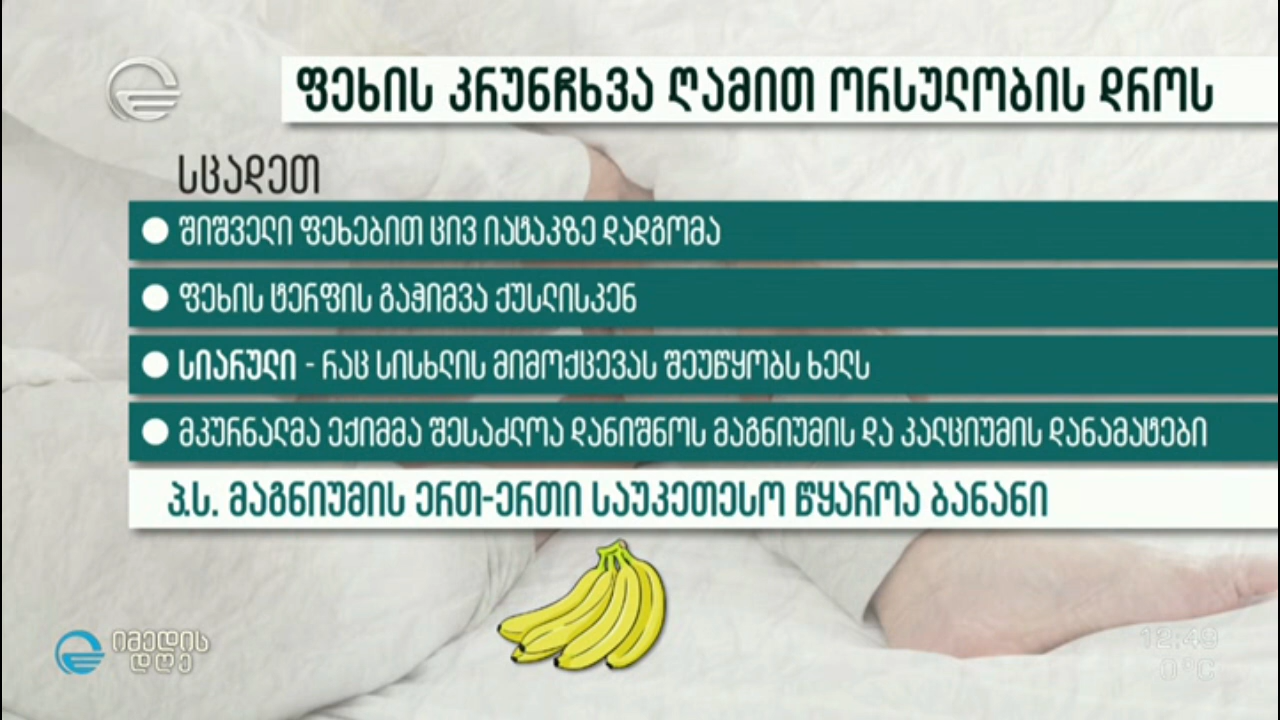 ფეხის კრუნჩხვა ღამით ორსულობის დროს
სცადეთ
შიშველი ფეხებით ცივ იატაკზე დადგომა
ფეხის ტერფის გაჭიმვა ქუსლისკენ
სიარული - რაც სისხლის მიმოქცევას შეუწყობს ხელს
მკურნალმა ექიმმა შესაძლოა დანიშნოს მაგნიუმის და კალციუმის დანამატები
პ.ს. მაგნიუმის ერთ-ერთი საუკეთესო წყაროა ბანანი
იმედის
დღე
12:49
0°C